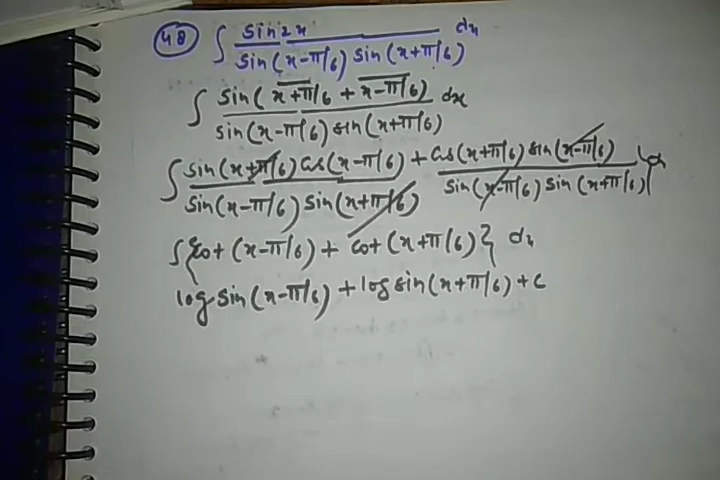 48 ∫ sin2x / sin(x-π/6) sin(x+π/6) dx
∫ sin(x+π/6 + x-π/6) / sin(x-π/6) sin(x+π/6) dx
∫ sin(x+π/6) cos(x-π/6) / sin(x-π/6) sin(x+π/6) + cos(x+π/6) sin(x-π/6) / sin(x-π/6) sin(x+π/6)
∫{cot(x-π/6) + cot(x+π/6)} dx
log sin(x-π/6) + log sin(x+π/6) + c